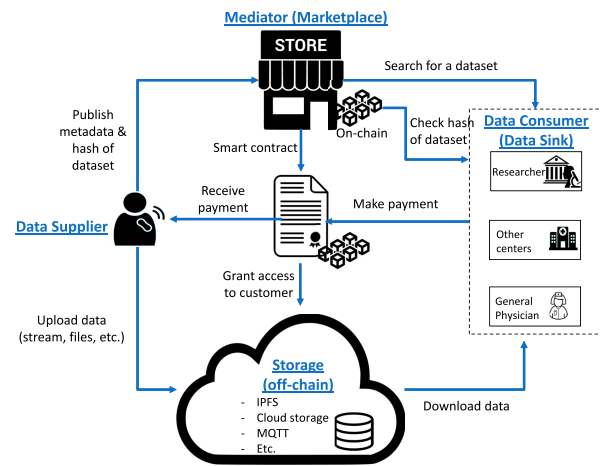 Mediator (Marketplace)
STORE
Search for a dataset
Publish
metadata &
hash of
dataset
On-chain
Check hash
of dataset
Data Consumer
(Data Sink)
Researcher
Smart contract
Receive
payment
Make payment
Data Supplier
Other
centers
Grant access
to customer
General
Physician
Upload data
(stream, files, etc.)
Storage
(off-chain)
- IPFS
- Cloud storage
- MQTT
- Etc.
Download data